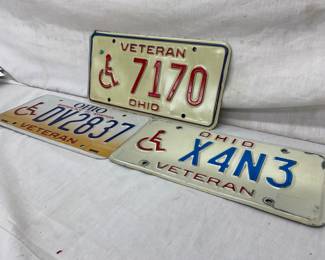 VETERAN
7170
OHIO
OHIO
DV2837
VETERAN
OHIO
X4N3
VETERAN